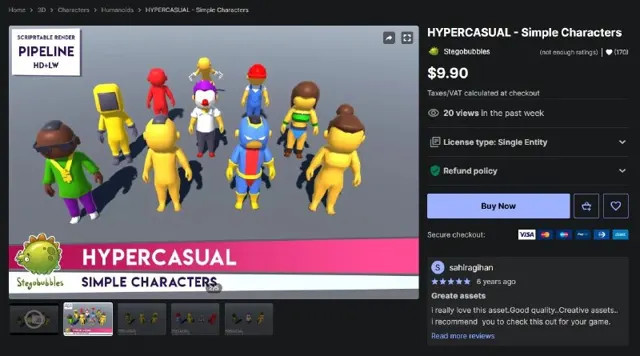 Home > 3D > Characters > Humanoids > HYPERCASUAL - Simple Characters
SCRIPTABLE RENDER
PIPELINE
HD+LW
HYPERCASUAL
SIMPLE CHARACTERS
Stegobubbles
HYPERCASUAL - Simple Characters
Stegobubbles
(not enough ratings) | (170)
$9.90
Taxes/VAT calculated at checkout
20 views in the past week
License type: Single Entity
Refund policy
Buy Now
Secure checkout:
VISA
S sahiragihan
6 years ago
Greate assets
i really love this asset.Good quality..Creative assets..
i recommend you to check this out for your game.
Read more reviews